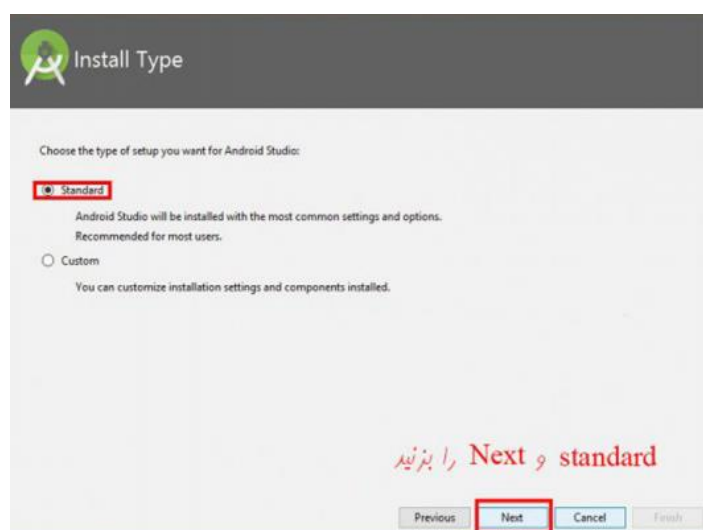 Install Type
Choose the type of setup you want for Android Studio:
Standard
Android Studio will be installed with the most common settings and options.
Recommended for most users.
Custom
You can customize installation settings and components installed.
standard و Next را بزنید
Previous Next Cancel Finish